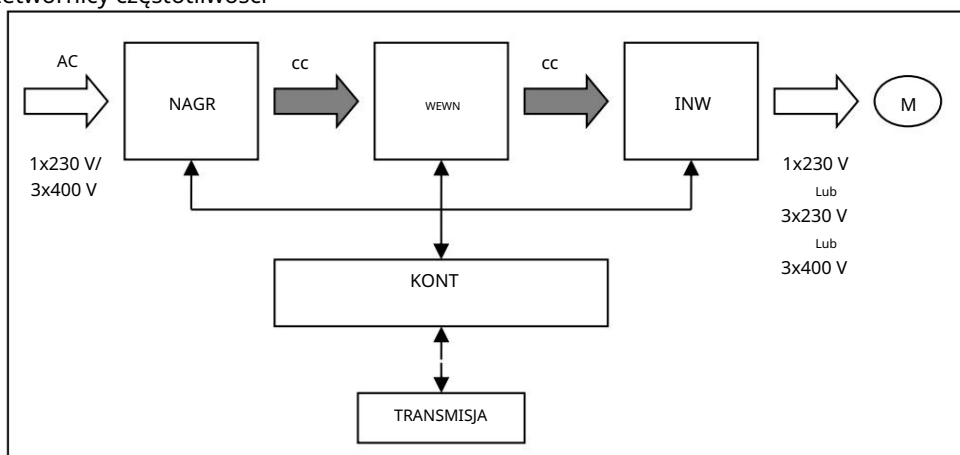 AC
cc
cc
NAGR
WEWN
INW
M
1x230 V/
3x400 V
1x230 V
Lub
3x230 V
Lub
3x400 V
KONT
TRANSMISJA